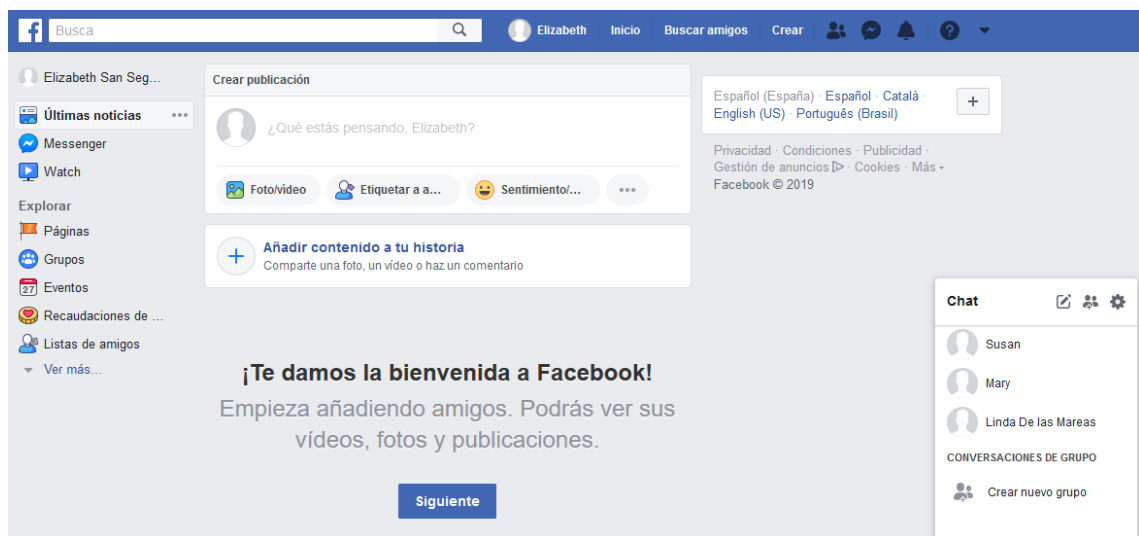 f
Busca
Elizabeth
Inicio
Buscar amigos
Crear
Elizabeth San Seg...
Últimas noticias
Messenger
Watch
Explorar
Páginas
Grupos
27
Eventos
Recaudaciones de ...
Listas de amigos
Ver más...
Crear publicación
¿Qué estás pensando, Elizabeth?
Foto/vídeo
Etiquetar a a...
Sentimiento/...
Añadir contenido a tu historia
Comparte una foto, un vídeo o haz un comentario
¡Te damos la bienvenida a Facebook!
Empieza añadiendo amigos. Podrás ver sus
vídeos, fotos y publicaciones.
Siguiente
Español (España) · Español · Català ·
English (US) · Português (Brasil)
Privacidad · Condiciones · Publicidad ·
Gestión de anuncios · Cookies · Más
Facebook © 2019
Chat
Susan
Mary
Linda De las Mareas
CONVERSACIONES DE GRUPO
Crear nuevo grupo